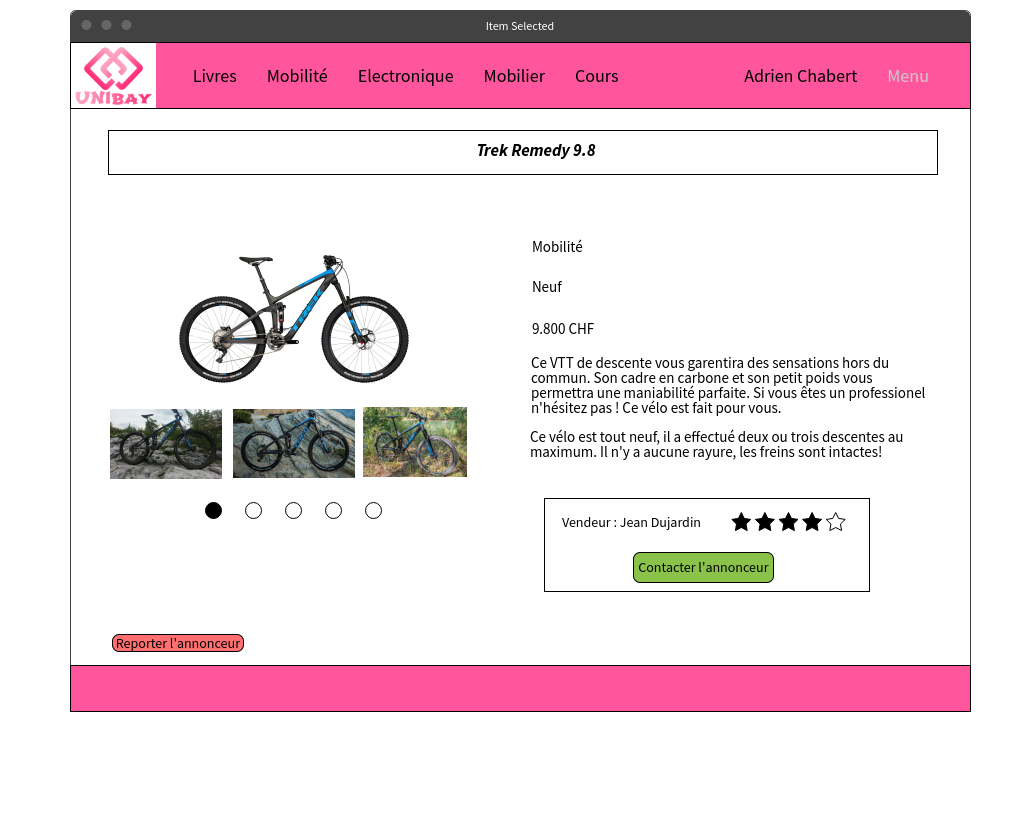 Item Selected
UNIBAY
Livres Mobilité Electronique Mobilier Cours Adrien Chabert Menu
Trek Remedy 9.8
TREK
Mobilité
Neuf
9.800 CHF
Ce VTT de descente vous garentira des sensations hors du
commun. Son cadre en carbone et son petit poids vous
permettra une maniabilité parfaite. Si vous êtes un professionel
n'hésitez pas ! Ce vélo est fait pour vous.
Ce vélo est tout neuf, il a effectué deux ou trois descentes au
maximum. Il n'y a aucune rayure, les freins sont intactes!
Vendeur : Jean Dujardin
Contacter l'annonceur
Reporter l'annonceur